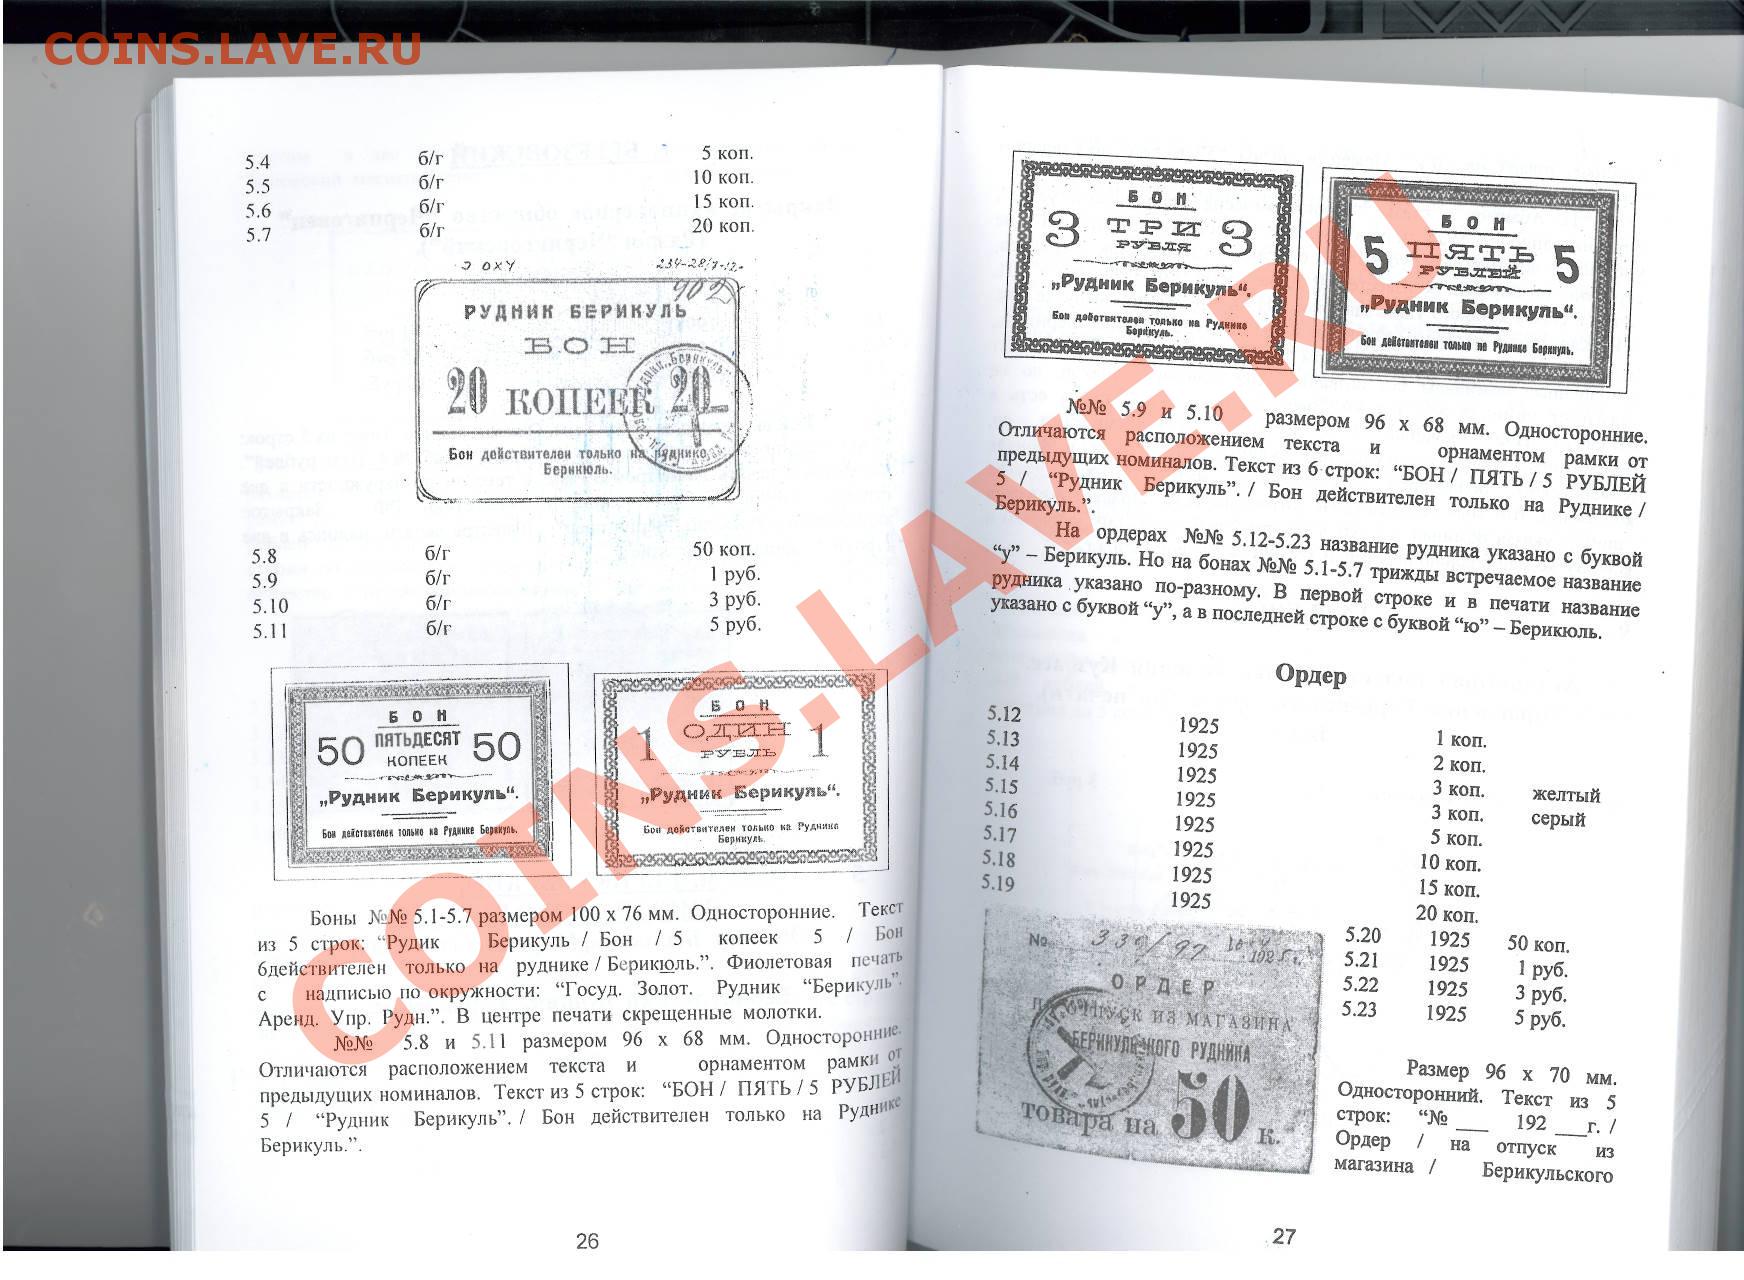 COINS.LAVE.RU
5.4 б/г 5 коп.
5.5 б/г 10 коп.
5.6 б/г 15 коп.
5.7 б/г 20 коп.
Э ОХУ 234-28/1-12.
902
РУДНИК БЕРИКУЛЬ
БОН
20 КОПЕЕК 20
Бон действителен только на руднике
Берикюль.
5.8 б/г 50 коп.
5.9 б/г 1 руб.
5.10 б/г 3 руб.
5.11 б/г 5 руб.
БОН
50 ПЯТЬДЕСЯТ 50
КОПЕЕК
„Рудник Берикуль“.
Бон действителен только на Руднике Берикуль.
БОН
1 ОДИН 1
РУБЛЬ
„Рудник Берикуль“.
Бон действителен только на Руднике
Берикуль.
Боны №№ 5.1-5.7 размером 100 х 76 мм. Односторонние. Текст
из 5 строк: “Рудик Берикуль / Бон / 5 копеек 5 / Бон
бдействителен только на руднике / Берикюль.”. Фиолетовая печать
с надписью по окружности: “Госуд. Золот. Рудник “Берикуль”.
Аренд. Упр. Рудн.”. В центре печати скрещенные молотки.
№№ 5.8 и 5.11 размером 96 х 68 мм. Односторонние.
Отличаются расположением текста и орнаментом рамки от
предыдущих номиналов. Текст из 5 строк: “БОН / ПЯТЬ / 5 РУБЛЕЙ
5 / “Рудник Берикуль”. / Бон действителен только на Руднике
Берикуль.”.
26
БОН
3 ТРИ 3
РУБЛЯ
„Рудник Берикуль“.
Бон действителен только на Руднике
Берикуль.
БОН
5 ПЯТЬ 5
РУБЛЕЙ
„Рудник Берикуль“.
Бон действителен только на Руднике Берикуль.
№№ 5.9 и 5.10 размером 96 х 68 мм. Односторонние.
Отличаются расположением текста и орнаментом рамки от
предыдущих номиналов. Текст из 6 строк: “БОН / ПЯТЬ / 5 РУБЛЕЙ
5 / “Рудник Берикуль”. / Бон действителен только на Руднике /
Берикуль.”.
На ордерах №№ 5.12-5.23 название рудника указано с буквой
“у” – Берикуль. Но на бонах №№ 5.1-5.7 трижды встречаемое название
рудника указано по-разному. В первой строке и в печати название
указано с буквой “у”, а в последней строке с буквой “ю” – Берикюль.
Ордер
5.12 1925 1 коп.
5.13 1925 2 коп.
5.14 1925 3 коп. желтый
5.15 1925 3 коп. серый
5.16 1925 5 коп.
5.17 1925 10 коп.
5.18 1925 15 коп.
5.19 1925 20 коп.
5.20 1925 50 коп.
5.21 1925 1 руб.
5.22 1925 3 руб.
5.23 1925 5 руб.
№ 1925 г.
ОРДЕР
ОТПУСК ИЗ МАГАЗИНА
БЕРИКУЛЬСКОГО РУДНИКА
товара на 50 к.
Размер 96 х 70 мм.
Односторонний. Текст из 5
строк: “№ ___ 192 ___г. /
Ордер / на отпуск из
магазина / Берикульского
27
COINS.LAVE.RU